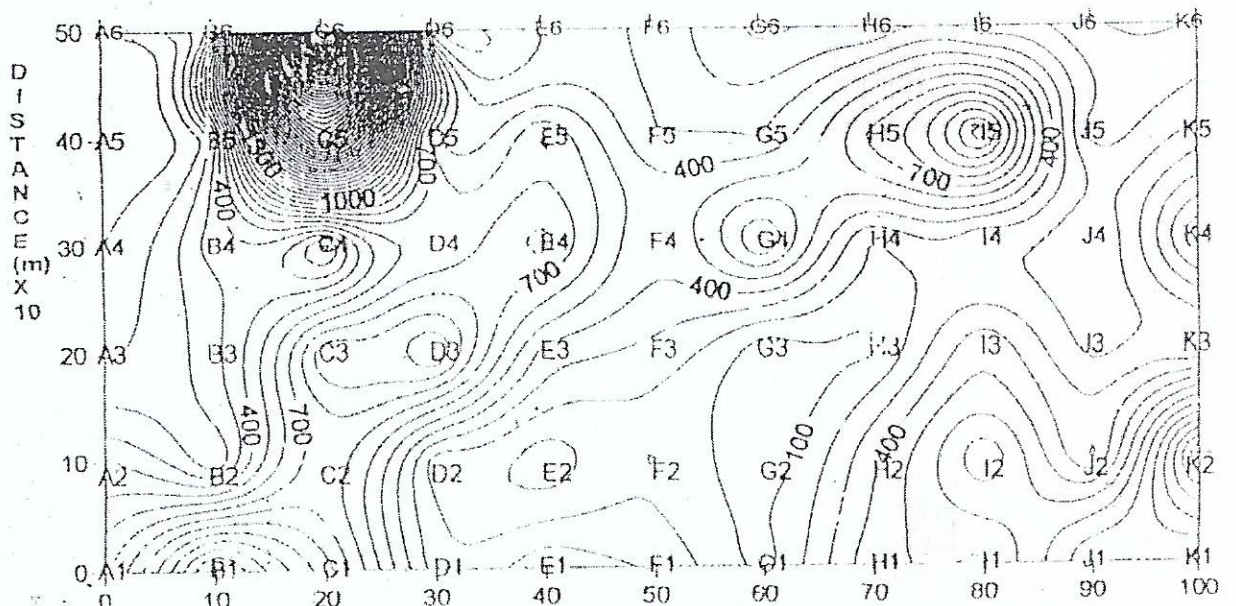 DISTANCE (m) X 10
50 A6 B6 C6 D6 E6 F6 G6 H6 I6 J6 K6
40 A5 B5 C5 D5 E5 F5 G5 H5 I5 J5 K5
400 1000 700 400 700 400
30 A4 B4 C4 D4 E4 F4 G4 H4 I4 J4 K4
700 400
20 A3 B3 C3 D3 E3 F3 G3 H3 I3 J3 K3
400 700 100 400
10 A2 B2 C2 D2 E2 F2 G2 H2 I2 J2 K2
0 A1 B1 C1 D1 E1 F1 G1 H1 I1 J1 K1
0 10 20 30 40 50 60 70 80 90 100